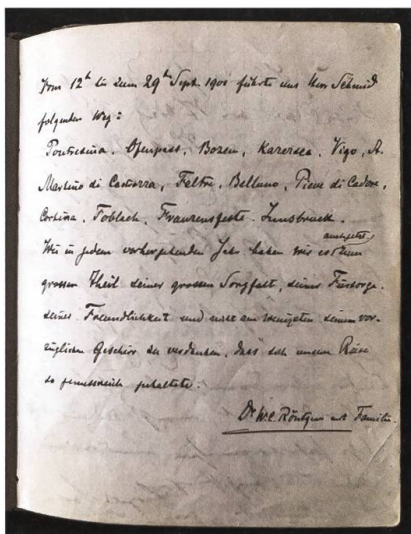 Vom 12ᵗ bis zum 29ᵗ Sept. 1900 führte uns Herr Schmid
folgenden Weg:
Pontresina, Ofenpass, Bozen, Karersee, Vigo, S.
Martino di Castrozza, Feltre, Belluno, Pieve di Cadore,
Cortina, Toblach, Franzensfeste, Innsbruck.
Wie in jedem vorhergehenden Jahr haben wir es zum
grossen Theil seiner grossen Sorgfalt, seiner Fürsorge,
seiner Freundlichkeit und nicht am wenigsten seinem vor-
züglichen Geschirr zu verdanken, dass sich unsere Reise
so genussreich gestaltete.
Dr W. C. Röntgen mit Familie.